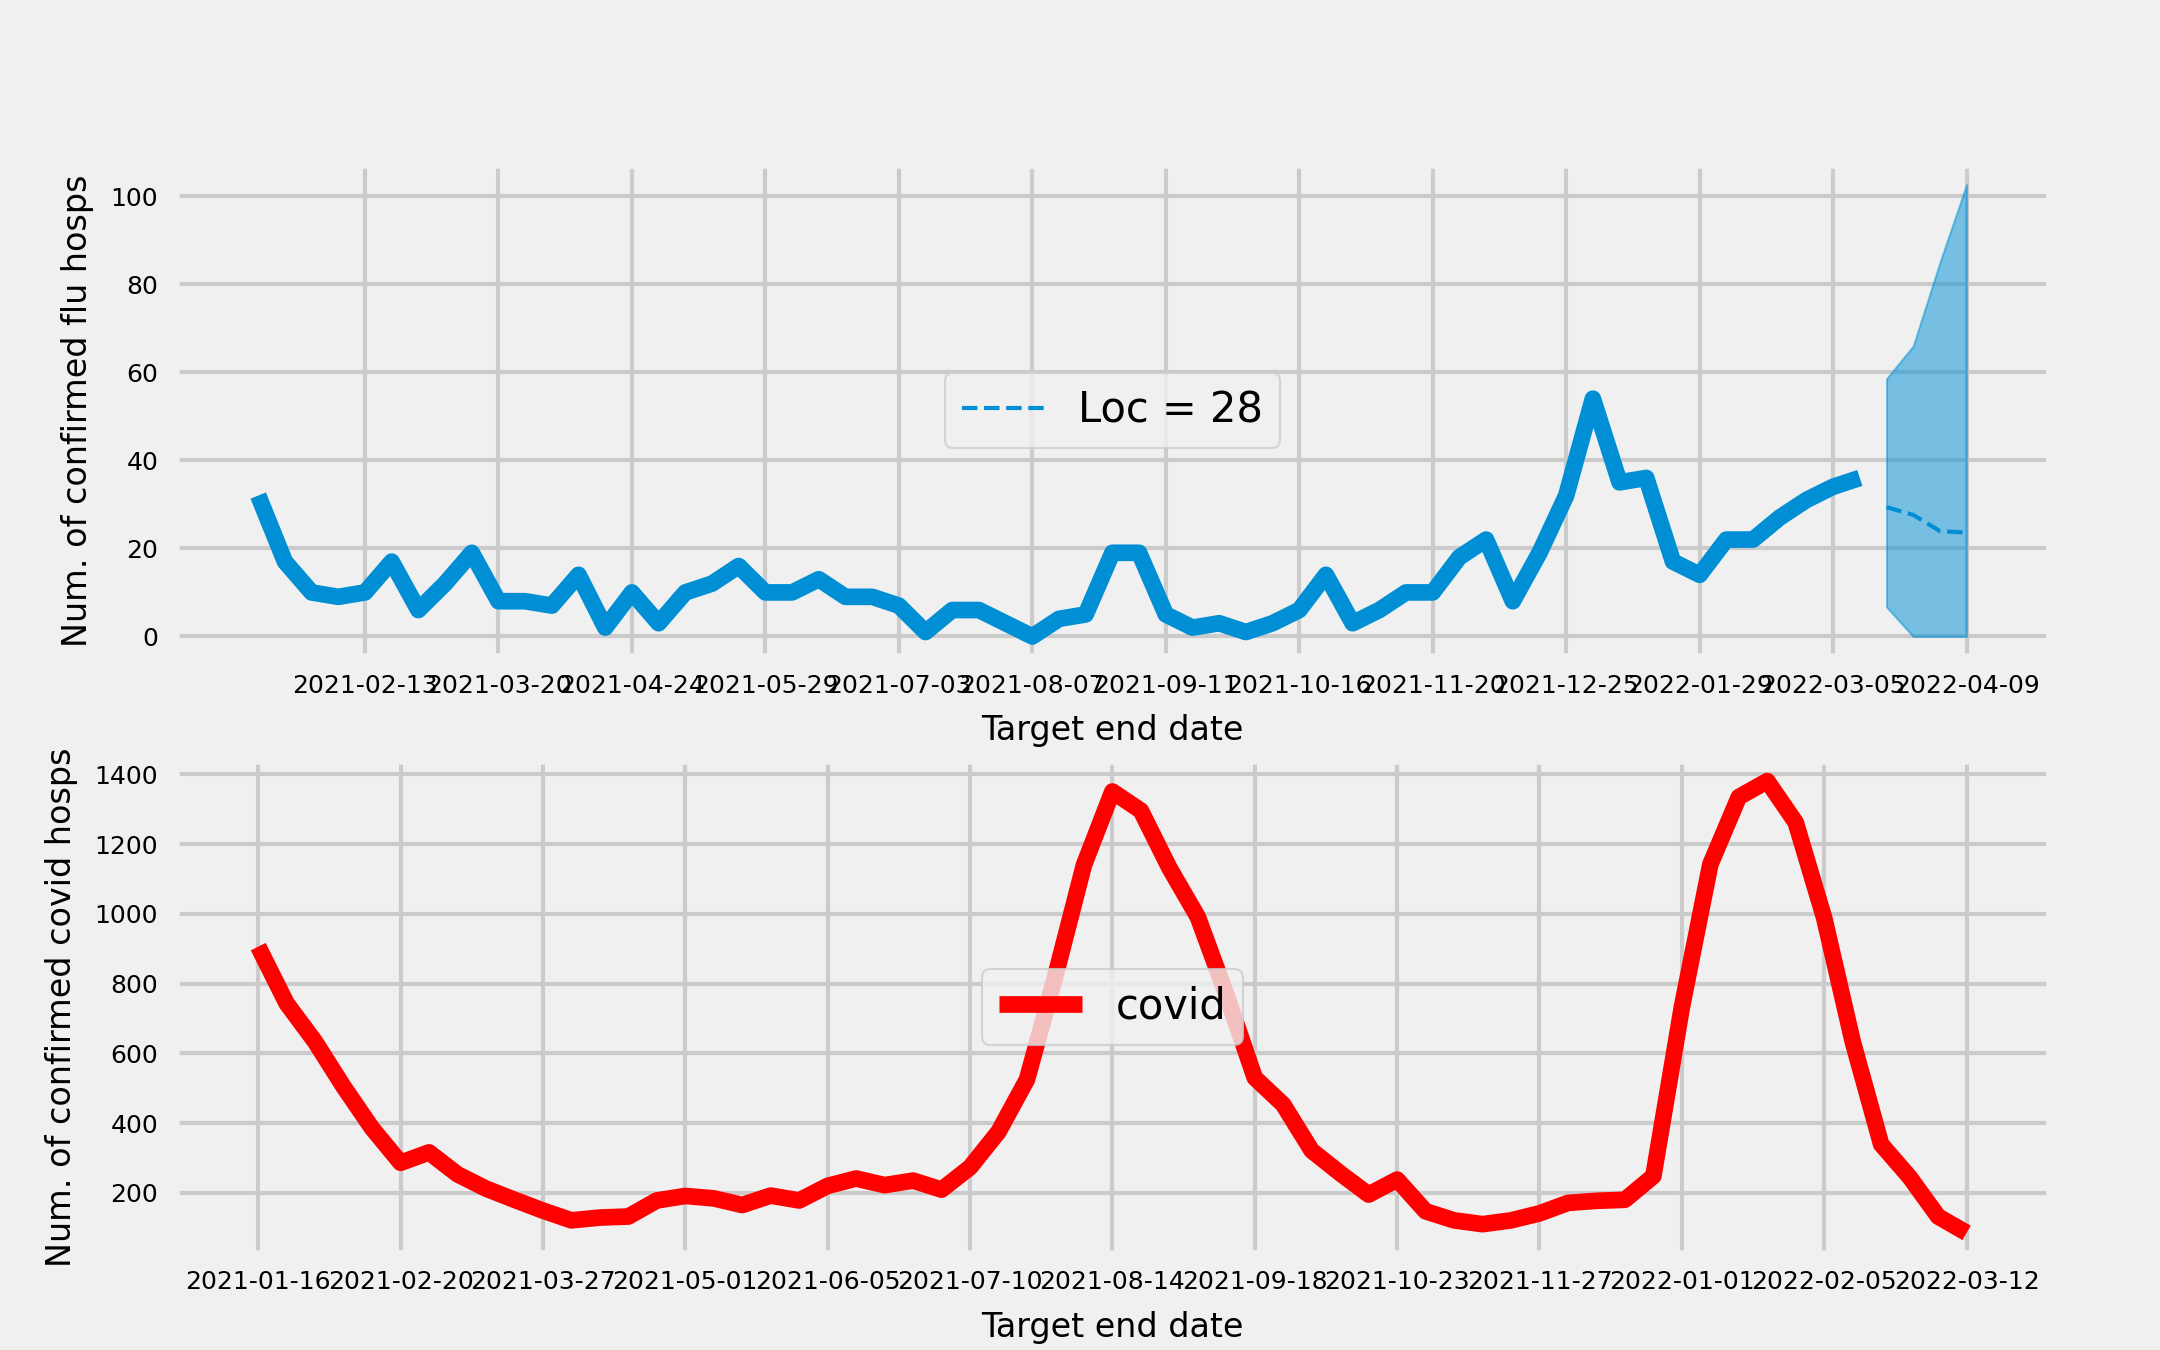 Num. of confirmed flu hosps
100
80
60
40
20
0
Loc = 28
2021-02-13 2021-03-20 2021-04-24 2021-05-29 2021-07-03 2021-08-07 2021-09-11 2021-10-16 2021-11-20 2021-12-25 2022-01-29 2022-03-05 2022-04-09
Target end date
Num. of confirmed covid hosps
1400
1200
1000
800
600
400
200
covid
2021-01-16 2021-02-20 2021-03-27 2021-05-01 2021-06-05 2021-07-10 2021-08-14 2021-09-18 2021-10-23 2021-11-27 2022-01-01 2022-02-05 2022-03-12
Target end date